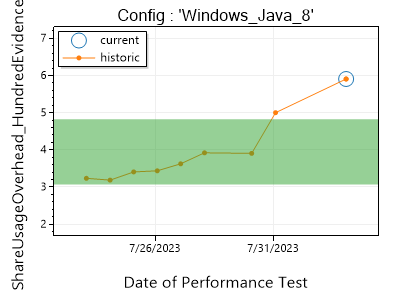 Config : 'Windows_Java_8'
current
historic
7
6
5
4
3
2
ShareUsageOverhead_HundredEvidence
7/26/2023
7/31/2023
Date of Performance Test